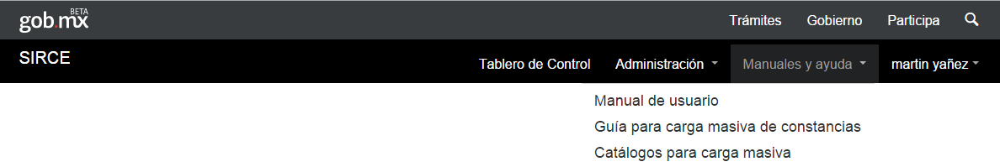 gob.mx BETA
Trámites Gobierno Participa
SIRCE
Tablero de Control Administración Manuales y ayuda martin yañez
Manual de usuario
Guía para carga masiva de constancias
Catálogos para carga masiva